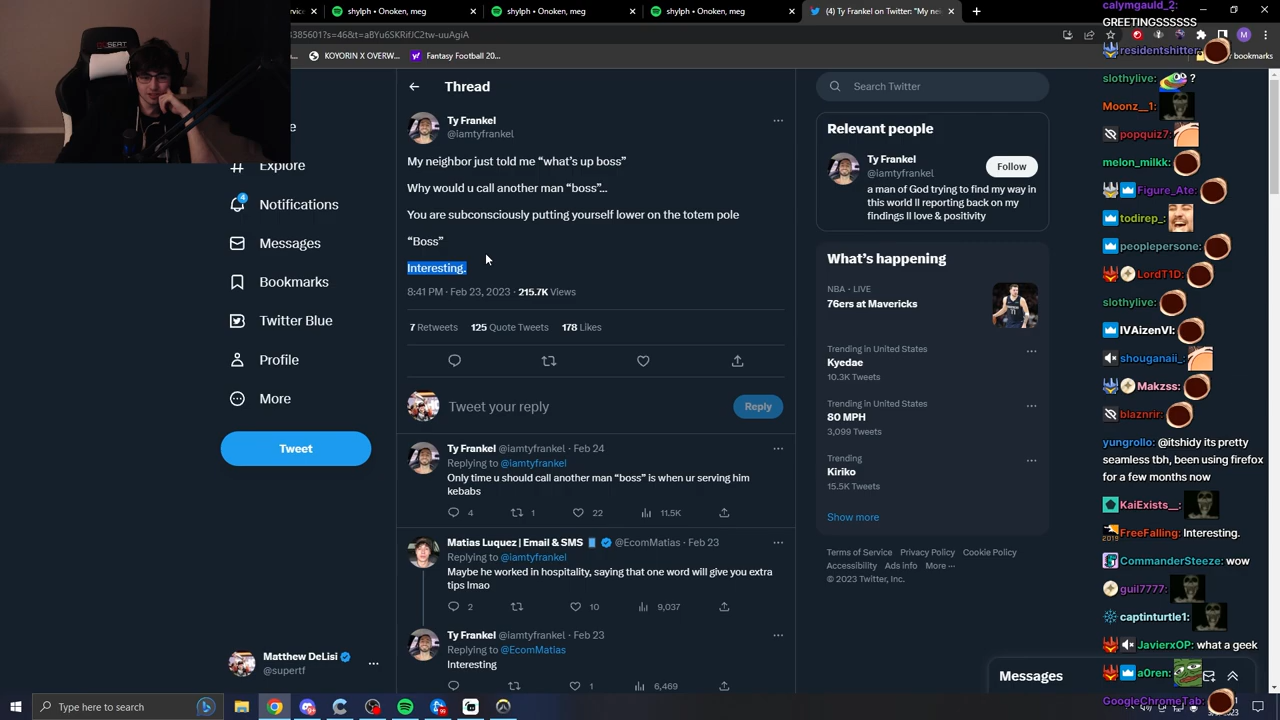 shylpr • Onoken, meg
shylpr • Onoken, meg
shylpr • Onoken, meg
(4) Ty Frankel on Twitter: "My ne
385601?s=46&t=aBYu6SKRifJC2tw-uuAgiA
KOYORIN X OVERW...
Fantasy Football 20...
bookmarks
Explore
4
Notifications
Messages
Bookmarks
Twitter Blue
Profile
More
Tweet
Matthew DeLisi
@supertf
Thread
Ty Frankel
@iamtyfrankel
My neighbor just told me “what’s up boss”
Why would u call another man “boss”...
You are subconsciously putting yourself lower on the totem pole
“Boss”
Interesting.
8:41 PM · Feb 23, 2023 · 215.7K Views
7 Retweets 125 Quote Tweets 178 Likes
Tweet your reply
Reply
Ty Frankel @iamtyfrankel · Feb 24
Replying to @iamtyfrankel
Only time u should call another man “boss” is when ur serving him
kebabs
4 1 22 11.5K
Matias Luquez | Email & SMS @EcomMatias · Feb 23
Replying to @iamtyfrankel
Maybe he worked in hospitality, saying that one word will give you extra
tips lmao
2 10 9,037
Ty Frankel @iamtyfrankel · Feb 23
Replying to @EcomMatias
Interesting
1 6,469
Search Twitter
Relevant people
Ty Frankel
@iamtyfrankel
Follow
a man of God trying to find my way in
this world ll reporting back on my
findings ll love & positivity
What’s happening
NBA · LIVE
76ers at Mavericks
Trending in United States
Kyedae
10.3K Tweets
Trending in United States
80 MPH
3,099 Tweets
Trending
Kiriko
15.5K Tweets
Show more
Terms of Service Privacy Policy Cookie Policy
Accessibility Ads info More ···
© 2023 Twitter, Inc.
Messages
calymgauld_2:
GREETINGSSSSSS
residentshitter:
slothylive: ?
Moonz__1:
popquiz7:
melon_milkk:
Figure_Ate:
todirep_:
peoplepersone:
LordT1D:
slothylive:
IVAizenVI:
shouganaii_:
Makzss:
blaznrir:
yungrollo: @itshidy its pretty
seamless tbh, been using firefox
for a few months now
KaiExists__:
FreeFalling: Interesting.
CommanderSteeze: wow
guil7777:
captinturtle1:
JavierxOP: what a geek
a0ren:
GoogleChromeTab:
Type here to search